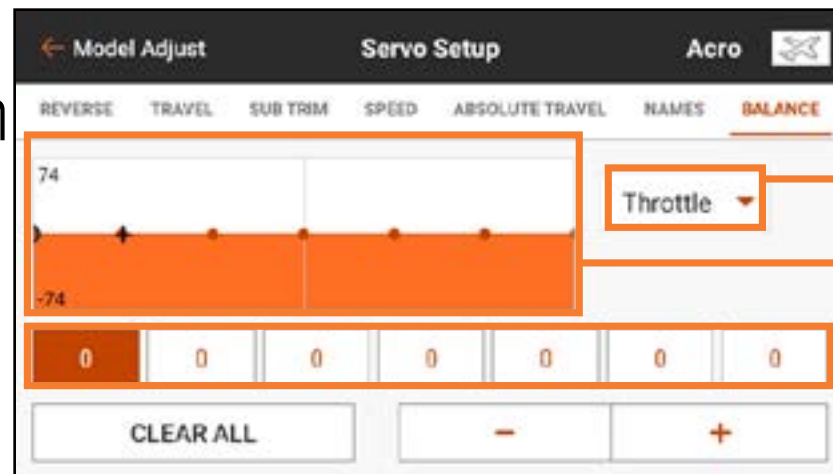 ← Model Adjust Servo Setup Acro
REVERSE TRAVEL SUB TRIM SPEED ABSOLUTE TRAVEL NAMES BALANCE
74
Throttle
-74
0 0 0 0 0 0 0
CLEAR ALL - +